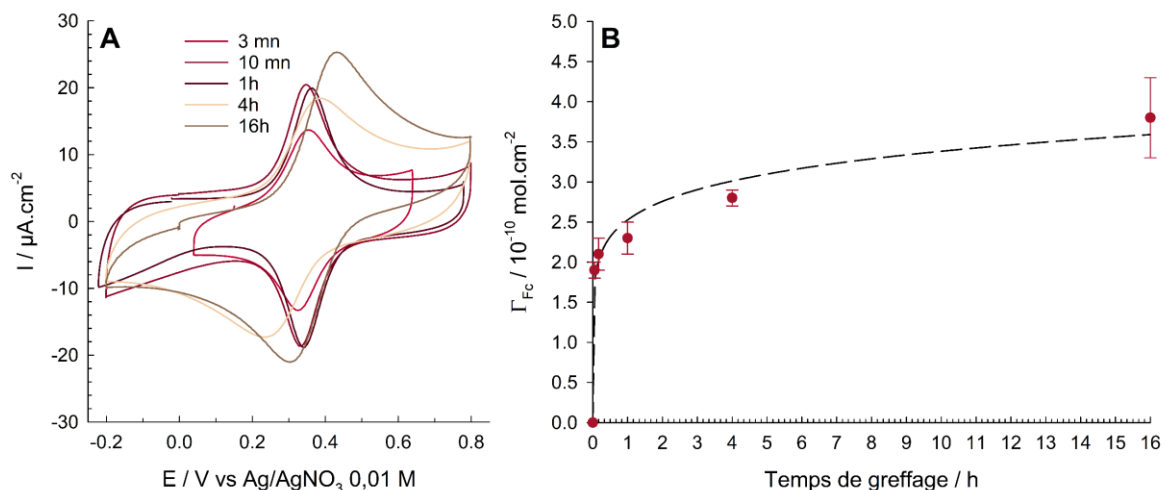 A
3 mn
10 mn
1h
4h
16h
30
20
10
0
-10
-20
-30
I / µA.cm⁻²
-0.2 0.0 0.2 0.4 0.6 0.8
E / V vs Ag/AgNO₃ 0,01 M
B
5.0
4.5
4.0
3.5
3.0
2.5
2.0
1.5
1.0
0.5
0.0
Γ_Fc / 10⁻¹⁰ mol.cm⁻²
0 1 2 3 4 5 6 7 8 9 10 11 12 13 14 15 16
Temps de greffage / h